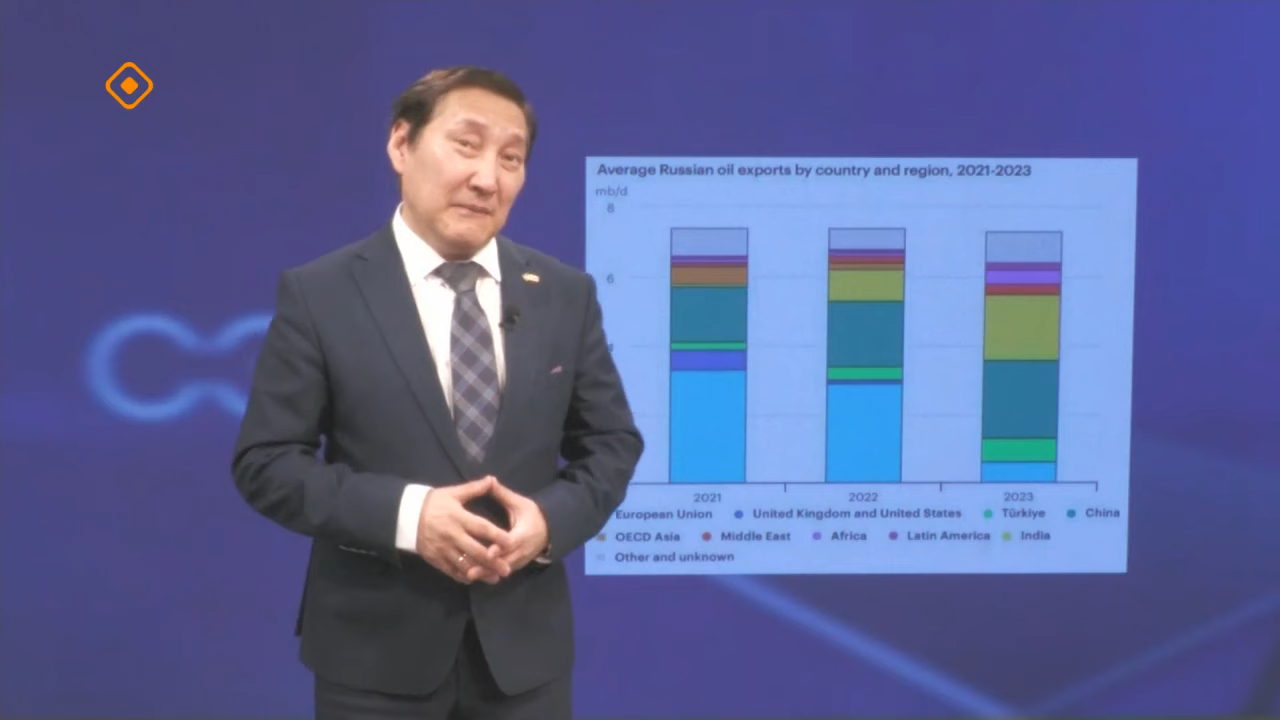 Average Russian oil exports by country and region, 2021-2023
mb/d
8
6
4
2021 2022 2023
European Union United Kingdom and United States Türkiye China
OECD Asia Middle East Africa Latin America India
Other and unknown